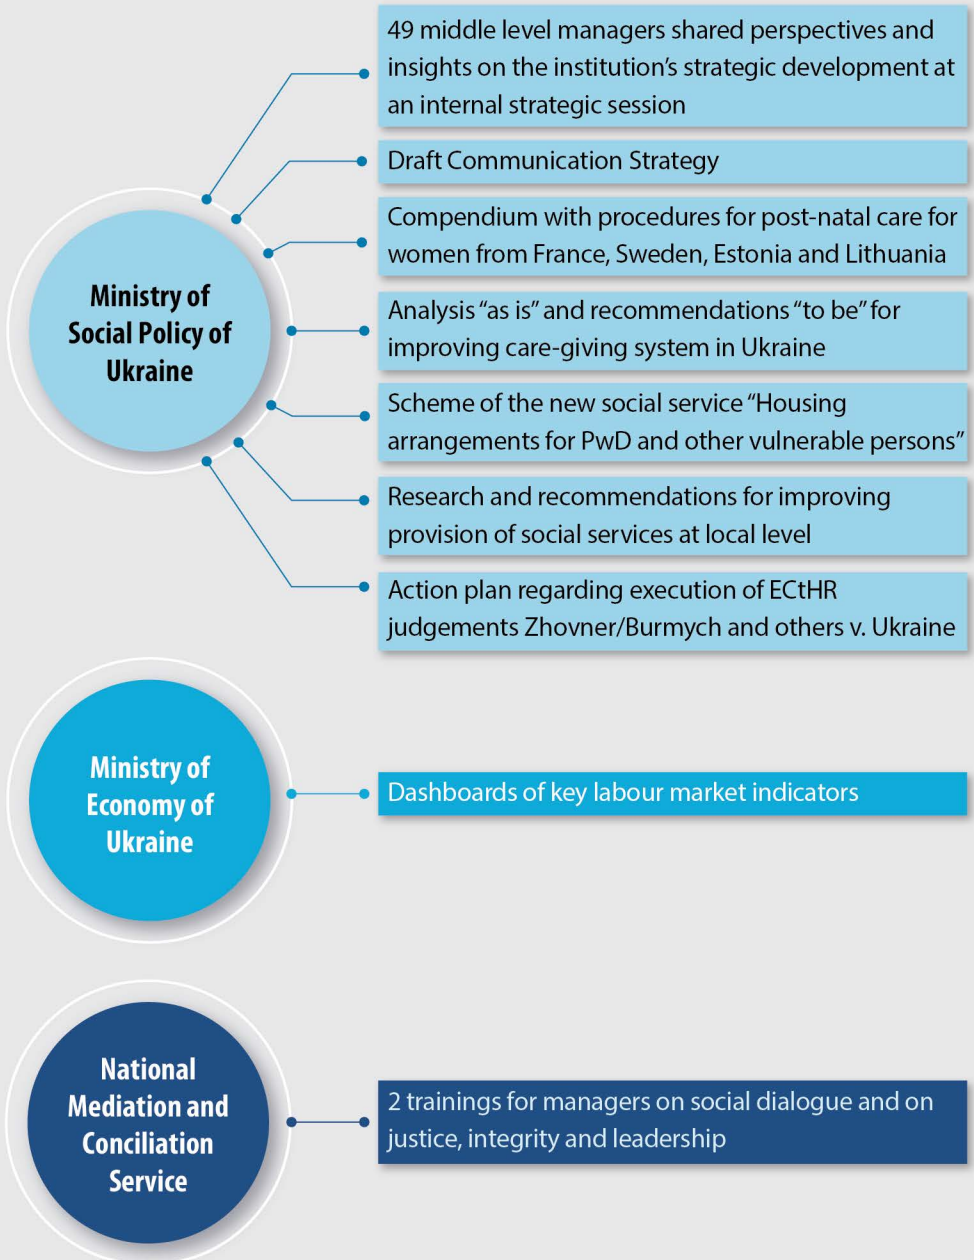 49 middle level managers shared perspectives and
insights on the institution's strategic development at
an internal strategic session
Draft Communication Strategy
Compendium with procedures for post-natal care for
women from France, Sweden, Estonia and Lithuania
Ministry of
Social Policy of
Ukraine
Analysis “as is” and recommendations “to be” for
improving care-giving system in Ukraine
Scheme of the new social service “Housing
arrangements for PwD and other vulnerable persons”
Research and recommendations for improving
provision of social services at local level
Action plan regarding execution of ECtHR
judgements Zhovner/Burmych and others v. Ukraine
Ministry of
Economy of
Ukraine
Dashboards of key labour market indicators
National
Mediation and
Conciliation
Service
2 trainings for managers on social dialogue and on
justice, integrity and leadership